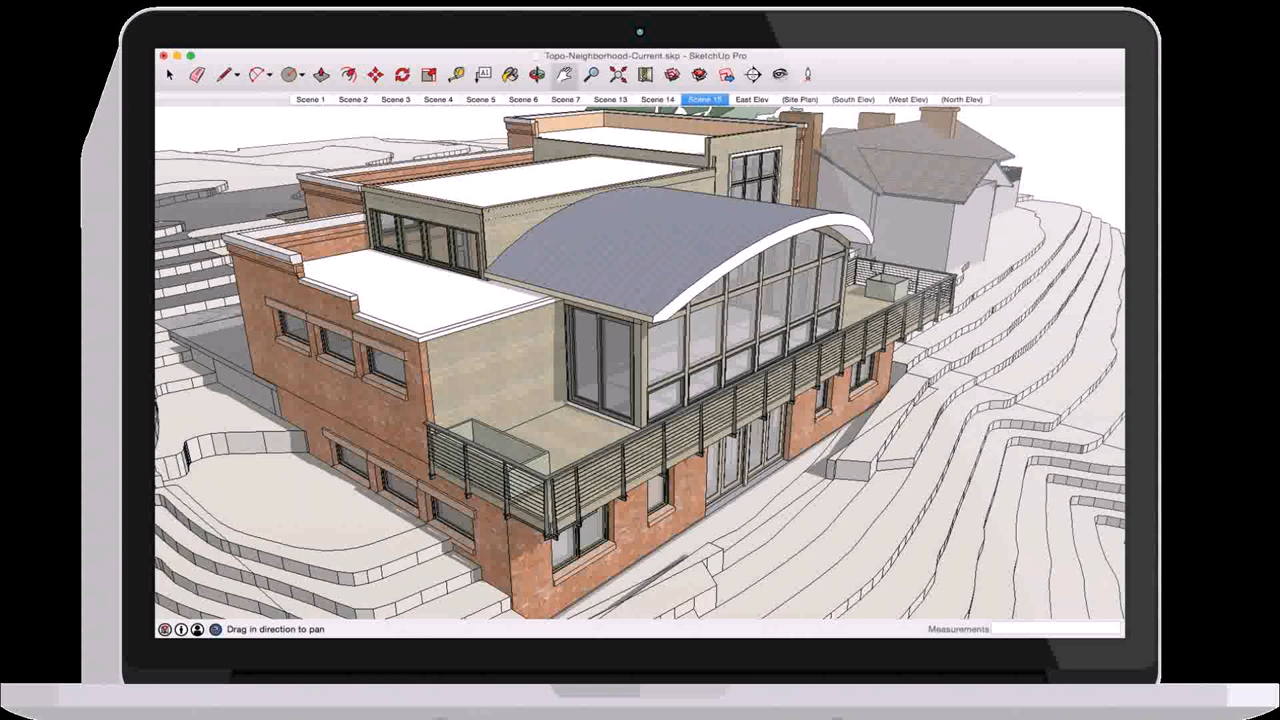 Topo-Neighborhood-Current.skp - SketchUp Pro
A1
Scene 1 Scene 2 Scene 3 Scene 4 Scene 5 Scene 6 Scene 7 Scene 13 Scene 14 Scene 15 East Elev (Site Plan) (South Elev) (West Elev) (North Elev)
Drag in direction to pan Measurements